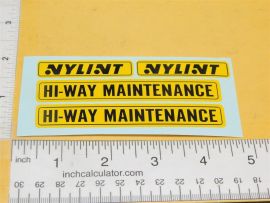 NYLINT NYLINT
HI-WAY MAINTENANCE
HI-WAY MAINTENANCE
1 2 3 4 5
inchcalculator.com